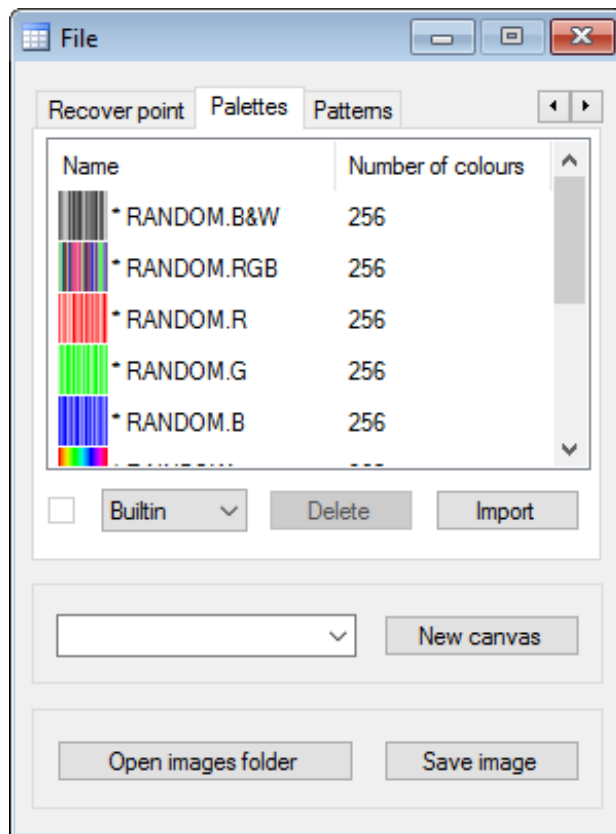 File
Recover point Palettes Patterns
Name Number of colours
* RANDOM.B&W 256
* RANDOM.RGB 256
* RANDOM.R 256
* RANDOM.G 256
* RANDOM.B 256
Builtin Delete Import
New canvas
Open images folder Save image